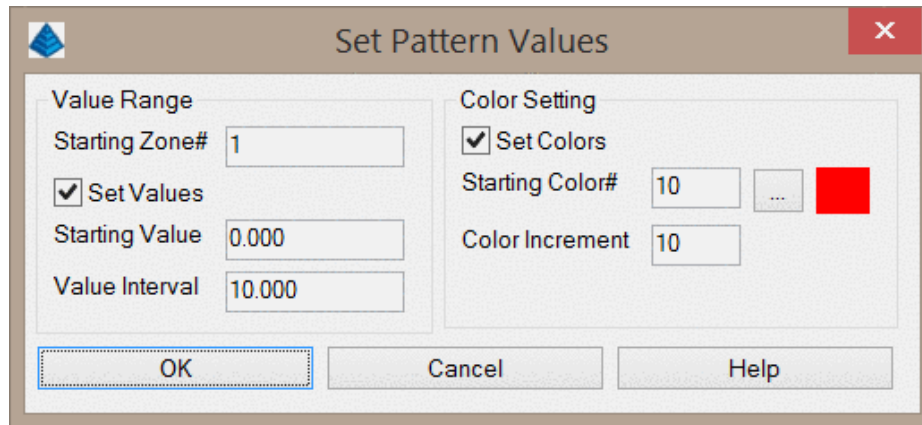 Set Pattern Values
Value Range
Starting Zone# 1
Set Values
Starting Value 0.000
Value Interval 10.000
Color Setting
Set Colors
Starting Color# 10 ...
Color Increment 10
OK Cancel Help